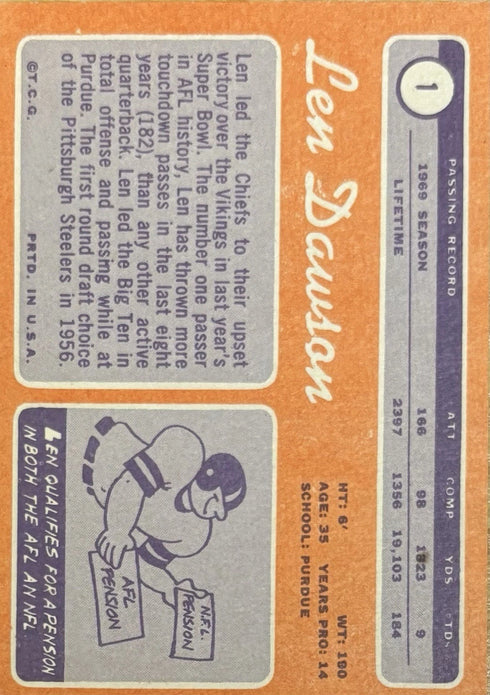 1
PASSING RECORD ATT COMP YDS TDS
1969 SEASON 166 98 1323 9
LIFETIME 2397 1356 19,103 184
Len Dawson
HT: 6' WT: 190
AGE: 35 YEARS PRO: 14
SCHOOL: PURDUE
Len led the Chiefs to their upset
victory over the Vikings in last year's
Super Bowl. The number one passer
in AFL history, Len has thrown more
touchdown passes in the last eight
years (182), than any other active
quarterback. Len led the Big Ten in
total offense and passing while at
Purdue. The first round draft choice
of the Pittsburgh Steelers in 1956.
©T.C.G. PRTD. IN U.S.A.
N.F.L.
PENSION
AFL
PENSION
LEN QUALIFIES FOR A PENSION
IN BOTH THE AFL AN NFL.